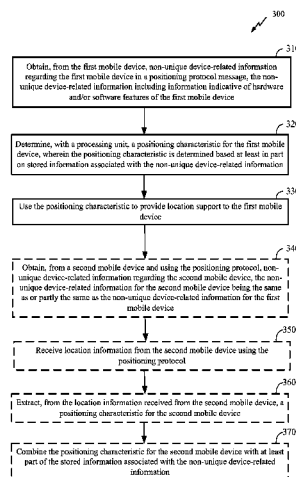 300
310
Obtain, from the first mobile device, non-unique device-related information
regarding the first mobile device in a positioning protocol message, the non-
unique device-related information including information indicative of hardware
and/or software features of the first mobile device
320
Determine, with a processing unit, a positioning characteristic for the first mobile
device, wherein the positioning characteristic is determined based at least in part
on stored information associated with the non-unique device-related information
330
Use the positioning characteristic to provide location support to the first mobile
device
340
Obtain, from a second mobile device and using the positioning protocol, non-
unique device-related information regarding the second mobile device, the non-
unique device-related information for the second mobile device being the same
as or partly the same as the non-unique device-related information for the first
mobile device
350
Receive location information from the second mobile device using the
positioning protocol
360
Extract, from the location information received from the second mobile device, a
positioning characteristic for the second mobile device
370
Combine the positioning characteristic for the second mobile device with at least
part of the stored information associated with the non-unique device-related
information